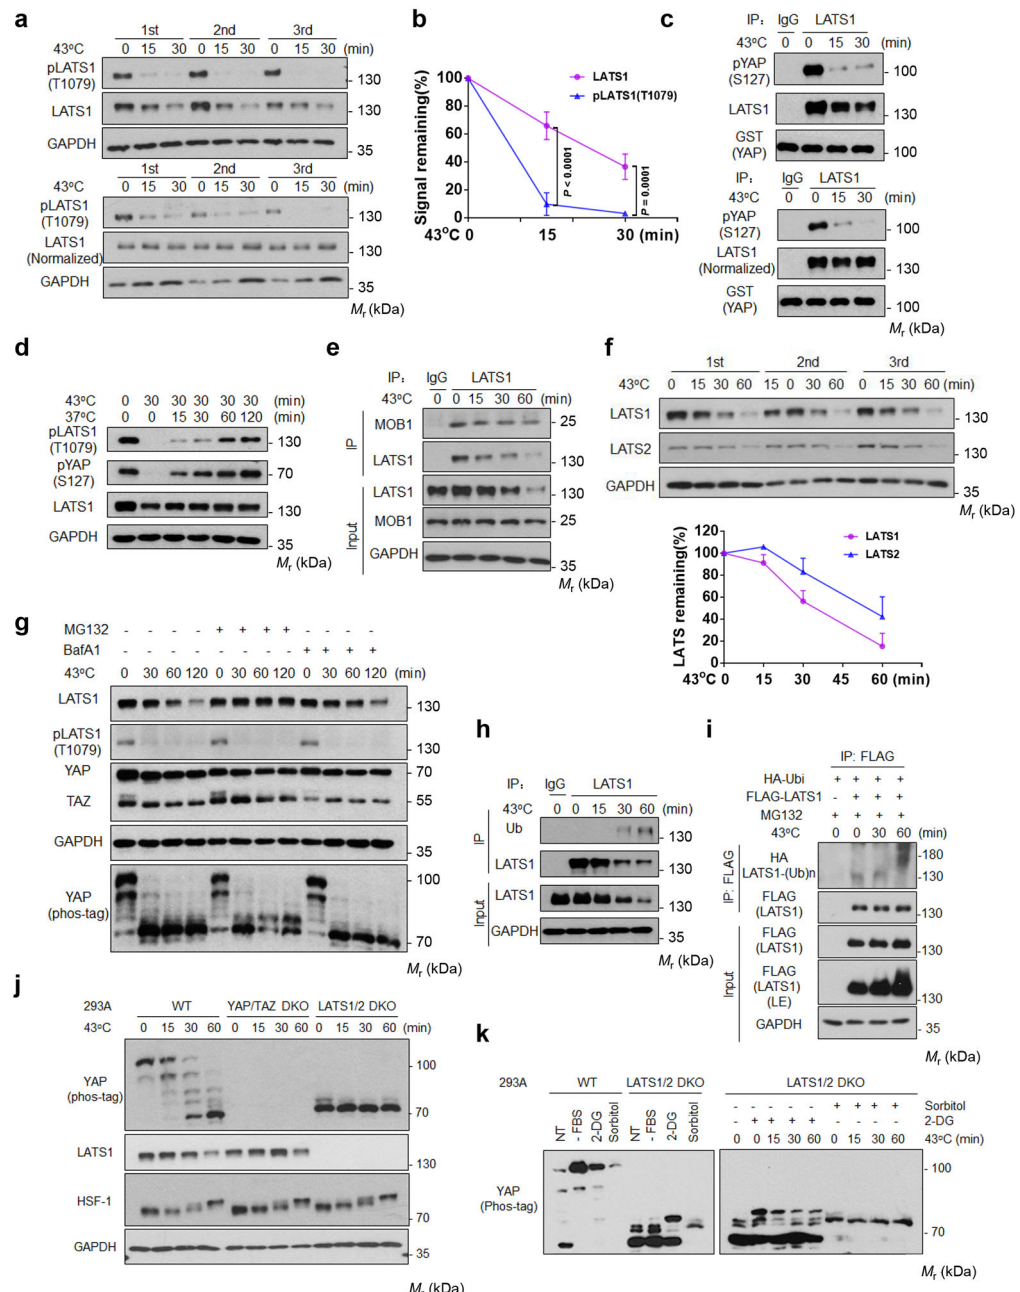 a
1st 2nd 3rd
43ºC 0 15 30 0 15 30 0 15 30 (min)
pLATS1
(T1079)
- 130
LATS1 - 130
GAPDH
- 35
1st 2nd 3rd
43ºC 0 15 30 0 15 30 0 15 30 (min)
pLATS1
(T1079)
- 130
LATS1
(Normalized)
- 130
GAPDH
- 35
Mr (kDa)
b
Signal remaining(%)
100
80
60
40
20
0
LATS1
pLATS1(T1079)
P < 0.0001
P = 0.0001
43ºC 0 15 30 (min)
c
IP: IgG LATS1
43ºC 0 0 15 30 (min)
pYAP
(S127)
- 100
LATS1
- 130
GST
(YAP)
- 100
IP: IgG LATS1
43ºC 0 0 15 30 (min)
pYAP
(S127)
- 100
LATS1
(Normalized)
- 130
GST
(YAP)
- 100
Mr (kDa)
d
43ºC 0 30 30 30 30 30 (min)
37ºC 0 0 15 30 60 120 (min)
pLATS1
(T1079)
- 130
pYAP
(S127)
- 70
LATS1
- 130
GAPDH
- 35
Mr (kDa)
e
IP: IgG LATS1
43ºC 0 0 15 30 60 (min)
IP
MOB1 - 25
LATS1 - 130
Input
LATS1 - 130
MOB1 - 25
GAPDH
- 35
Mr (kDa)
f
1st 2nd 3rd
43ºC 0 15 30 60 15 0 30 60 0 15 30 60 (min)
LATS1 - 130
LATS2
- 130
GAPDH
- 35
Mr (kDa)
LATS remaining(%)
120
100
80
60
40
20
0
LATS1
LATS2
43ºC 0 15 30 45 60 (min)
g
MG132 - - - - + + + + - - - -
BafA1 - - - - - - - - + + + +
43ºC 0 30 60 120 0 30 60 120 0 30 60 120 (min)
LATS1 - 130
pLATS1
(T1079)
- 130
YAP - 70
TAZ - 55
GAPDH
- 35
YAP
(phos-tag)
- 100
- 70
Mr (kDa)
h
IP: IgG LATS1
43ºC 0 0 15 30 60 (min)
IP
Ub - 130
LATS1 - 130
Input
LATS1 - 130
GAPDH
- 35
Mr (kDa)
i
IP: FLAG
HA-Ubi + + + +
FLAG-LATS1 - + + +
MG132 + + + +
43ºC 0 0 30 60 (min)
IP: FLAG
HA
LATS1-(Ub)n
- 180
- 130
FLAG
(LATS1)
- 130
Input
FLAG
(LATS1)
- 130
FLAG
(LATS1)
(LE)
- 130
GAPDH - 35
Mr (kDa)
j
293A WT YAP/TAZ DKO LATS1/2 DKO
43ºC 0 15 30 60 0 15 30 60 0 15 30 60 (min)
YAP
(phos-tag)
- 100
- 70
LATS1
- 130
HSF-1
- 70
GAPDH
- 35
Mr (kDa)
k
293A WT LATS1/2 DKO LATS1/2 DKO
NT - FBS 2-DG Sorbitol NT - FBS 2-DG Sorbitol
- - - - - + + + + Sorbitol
- + + + + - - - - 2-DG
0 0 15 30 60 0 15 30 60 43ºC (min)
YAP
(Phos-tag)
- 100
- 70
Mr (kDa)